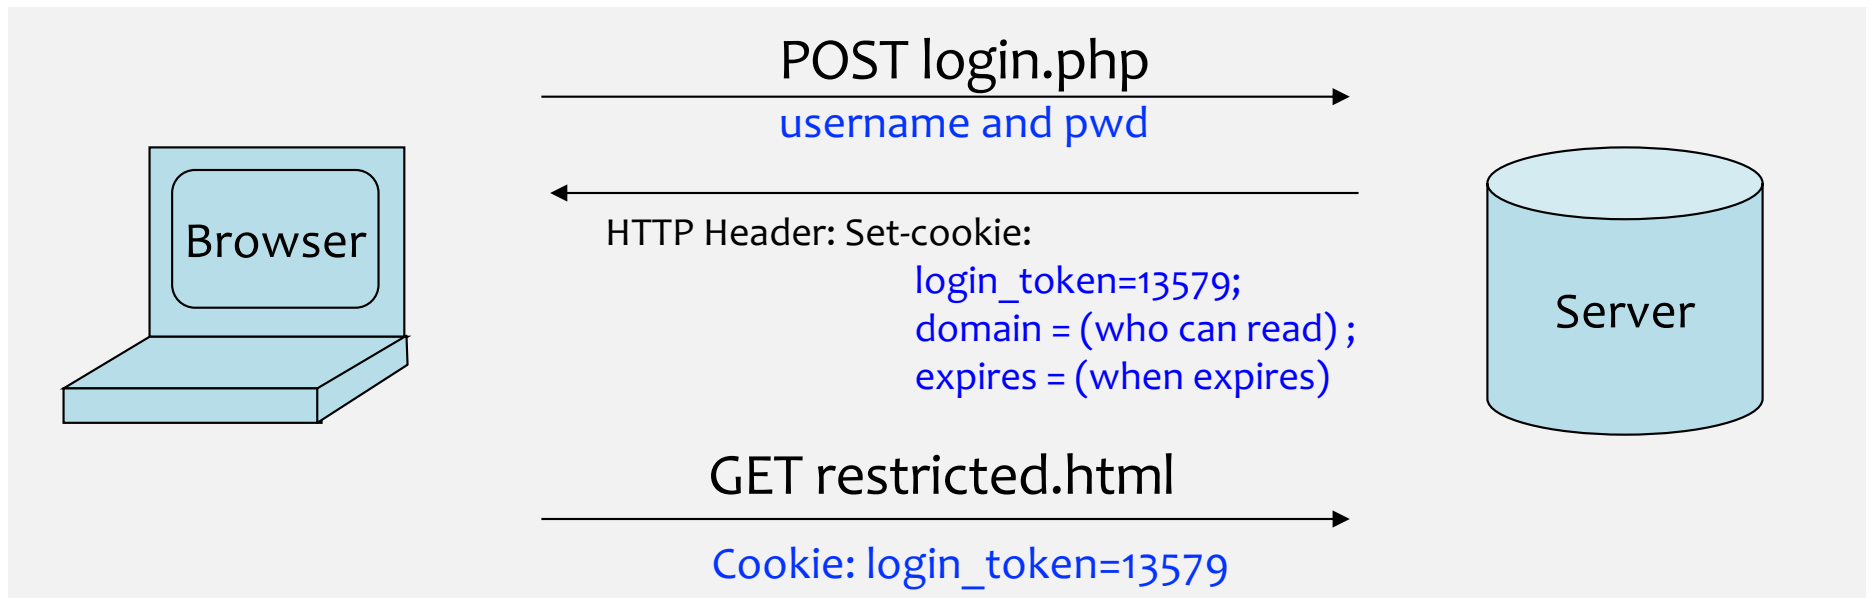 POST login.php
username and pwd
Browser
HTTP Header: Set-cookie:
login_token=13579;
domain = (who can read) ;
expires = (when expires)
Server
GET restricted.html
Cookie: login_token=13579